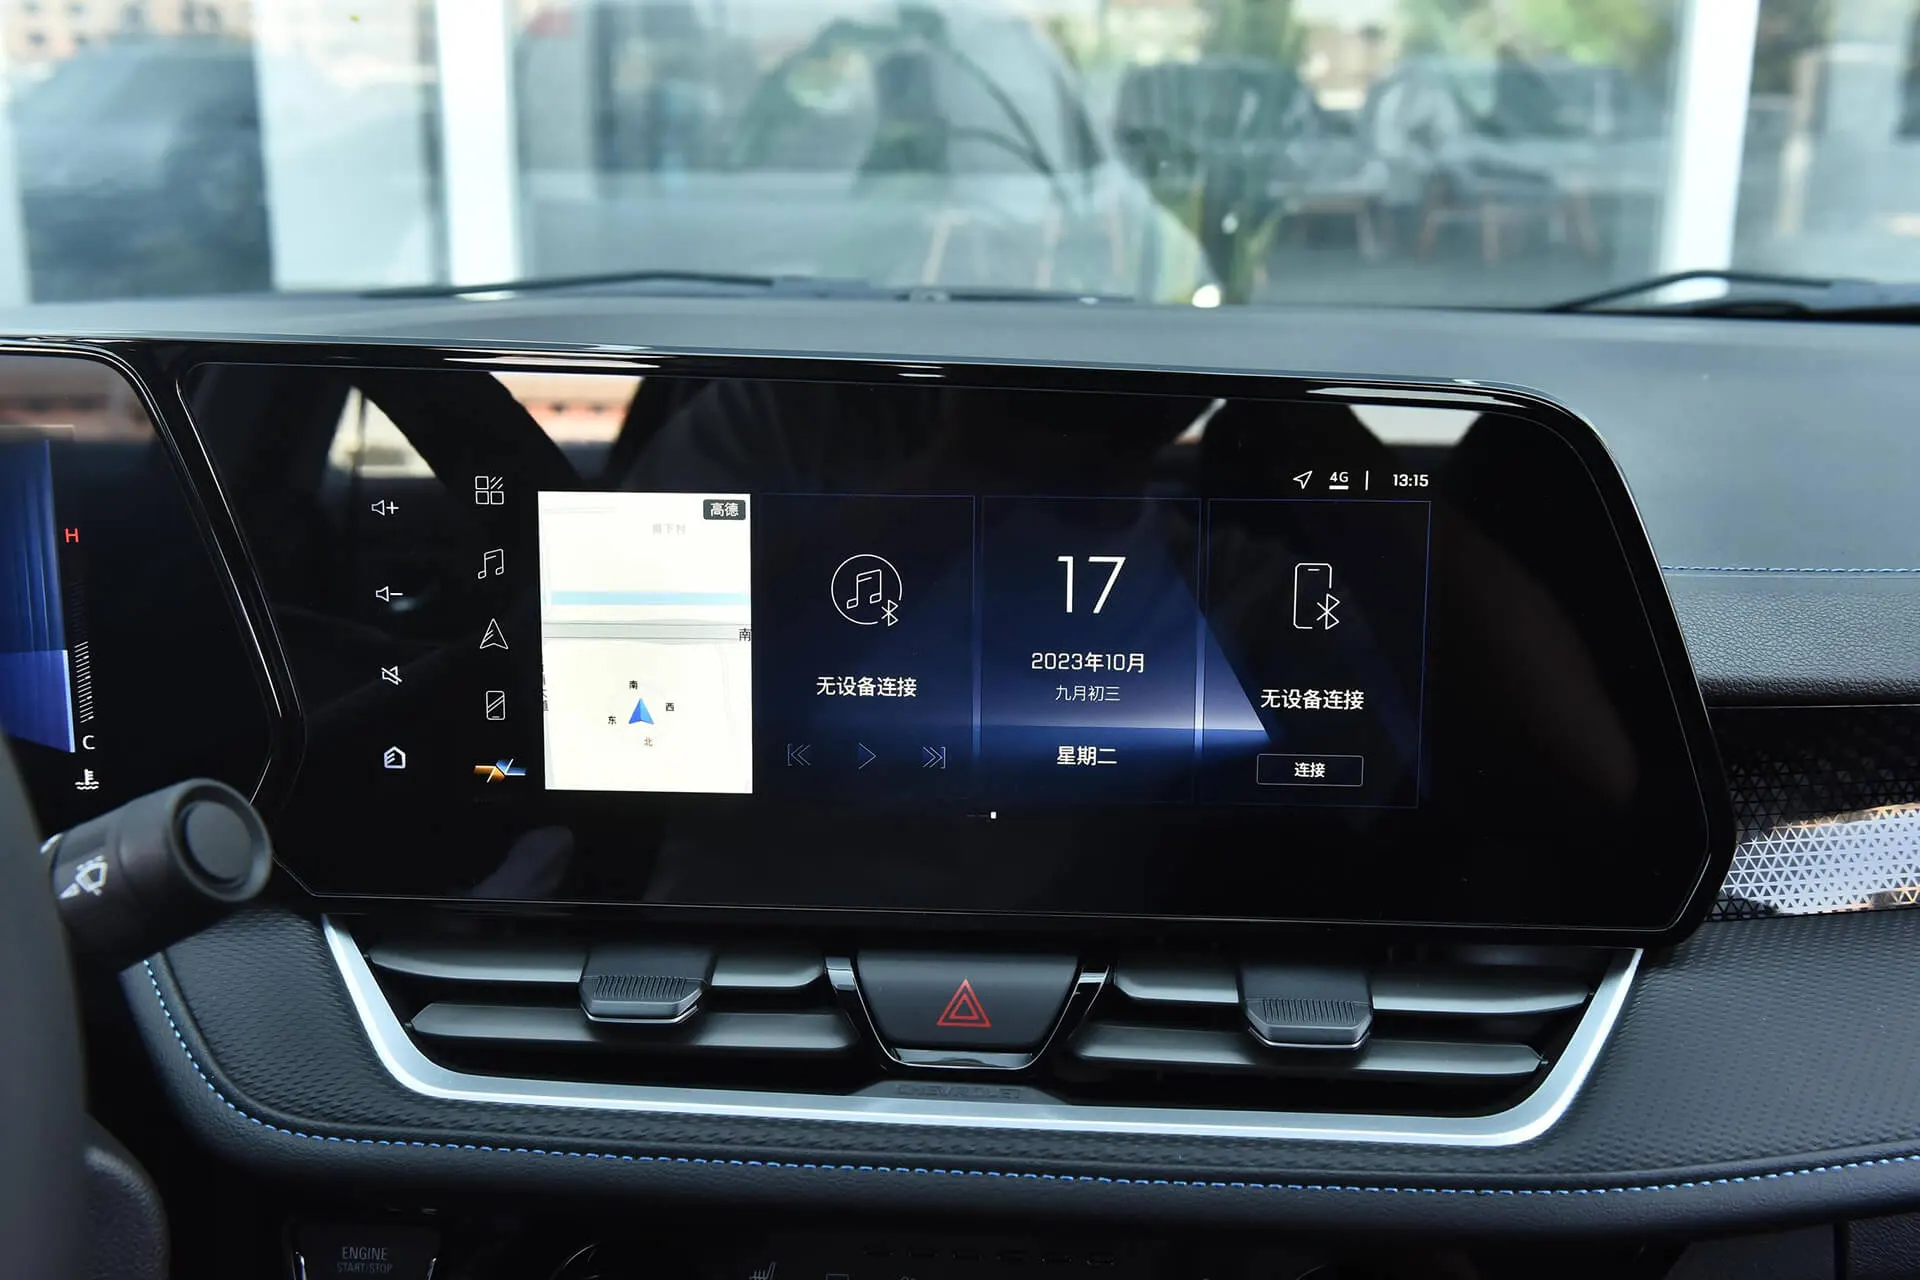 4G
13:15
高德
南
南
东
西
北
无设备连接
17
2023年10月
九月初三
星期二
无设备连接
连接
H
C
CHEVROLET
ENGINE
START/STOP